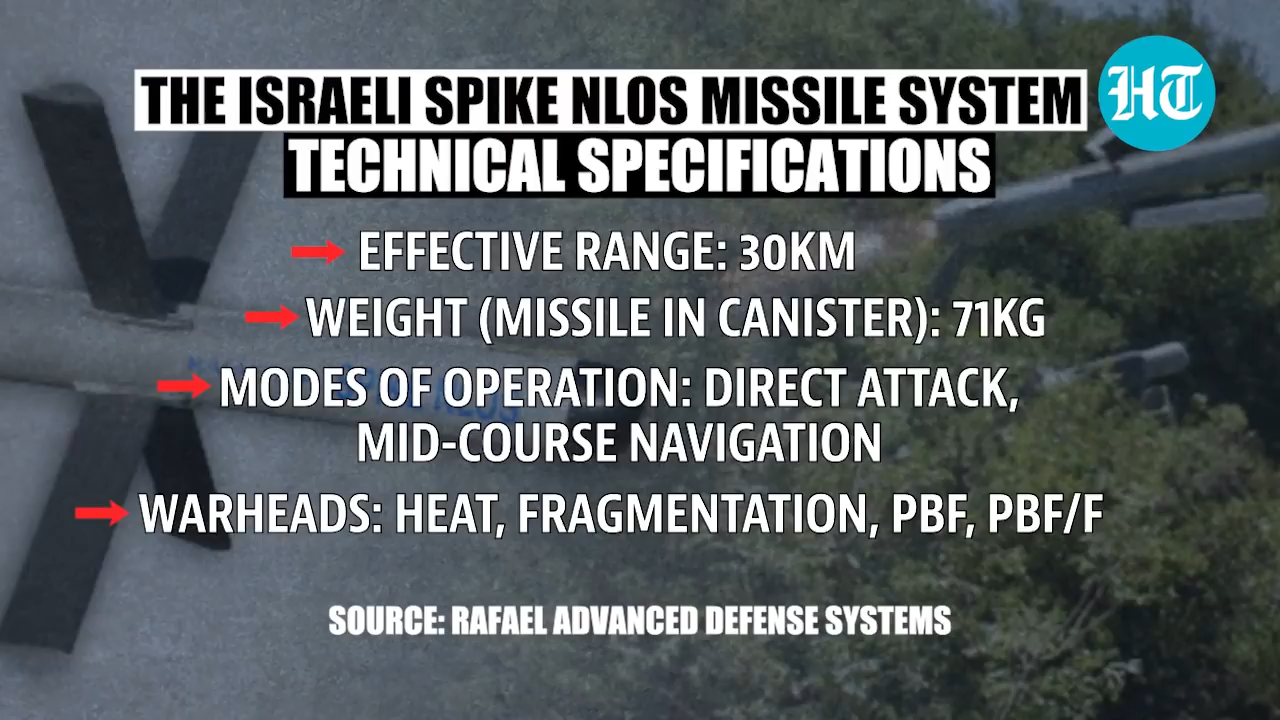 THE ISRAELI SPIKE NLOS MISSILE SYSTEM
HT
TECHNICAL SPECIFICATIONS
EFFECTIVE RANGE: 30KM
WEIGHT (MISSILE IN CANISTER): 71KG
MODES OF OPERATION: DIRECT ATTACK,
MID-COURSE NAVIGATION
WARHEADS: HEAT, FRAGMENTATION, PBF, PBF/F
SOURCE: RAFAEL ADVANCED DEFENSE SYSTEMS